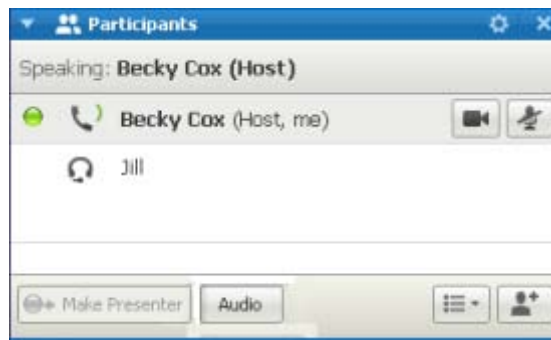 Participants
Speaking: Becky Cox (Host)
Becky Cox (Host, me)
Jill
Make Presenter Audio